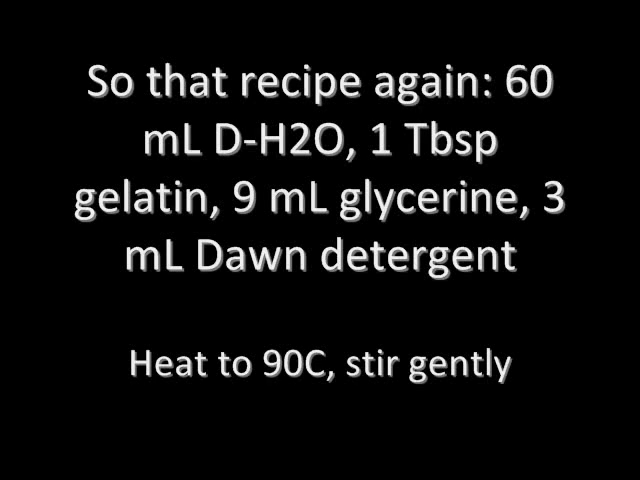 So that recipe again: 60
mL D-H2O, 1 Tbsp
gelatin, 9 mL glycerine, 3
mL Dawn detergent
Heat to 90C, stir gently